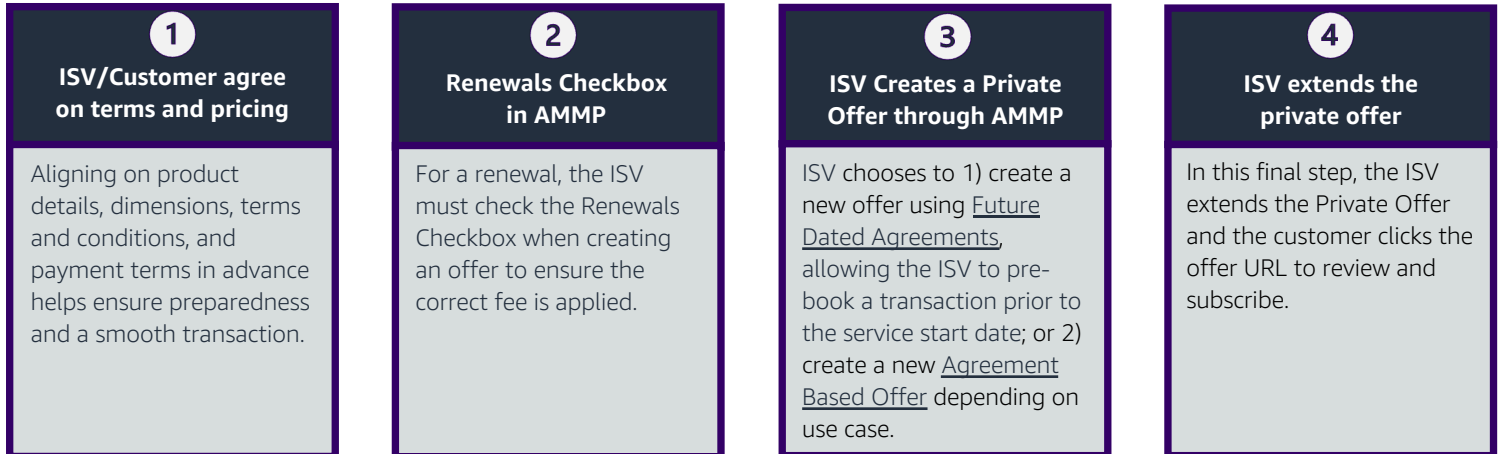 1
ISV/Customer agree
on terms and pricing
Aligning on product
details, dimensions, terms
and conditions, and
payment terms in advance
helps ensure preparedness
and a smooth transaction.
2
Renewals Checkbox
in AMMP
For a renewal, the ISV
must check the Renewals
Checkbox when creating
an offer to ensure the
correct fee is applied.
3
ISV Creates a Private
Offer through AMMP
ISV chooses to 1) create a
new offer using Future
Dated Agreements,
allowing the ISV to pre-
book a transaction prior to
the service start date; or 2)
create a new Agreement
Based Offer depending on
use case.
4
ISV extends the
private offer
In this final step, the ISV
extends the Private Offer
and the customer clicks the
offer URL to review and
subscribe.